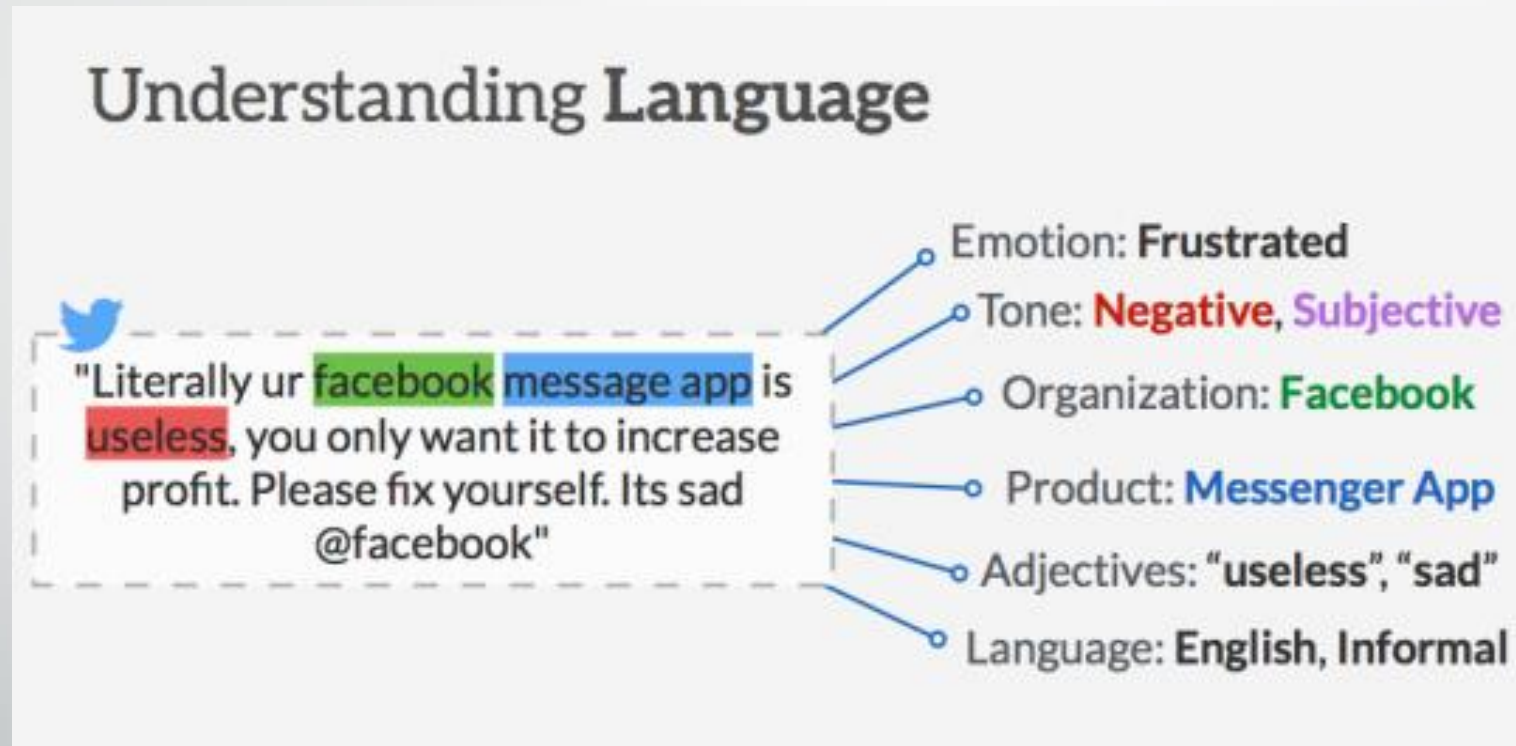 Understanding Language
"Literally ur facebook message app is
useless, you only want it to increase
profit. Please fix yourself. Its sad
@facebook"
Emotion: Frustrated
Tone: Negative, Subjective
Organization: Facebook
Product: Messenger App
Adjectives: “useless”, “sad”
Language: English, Informal